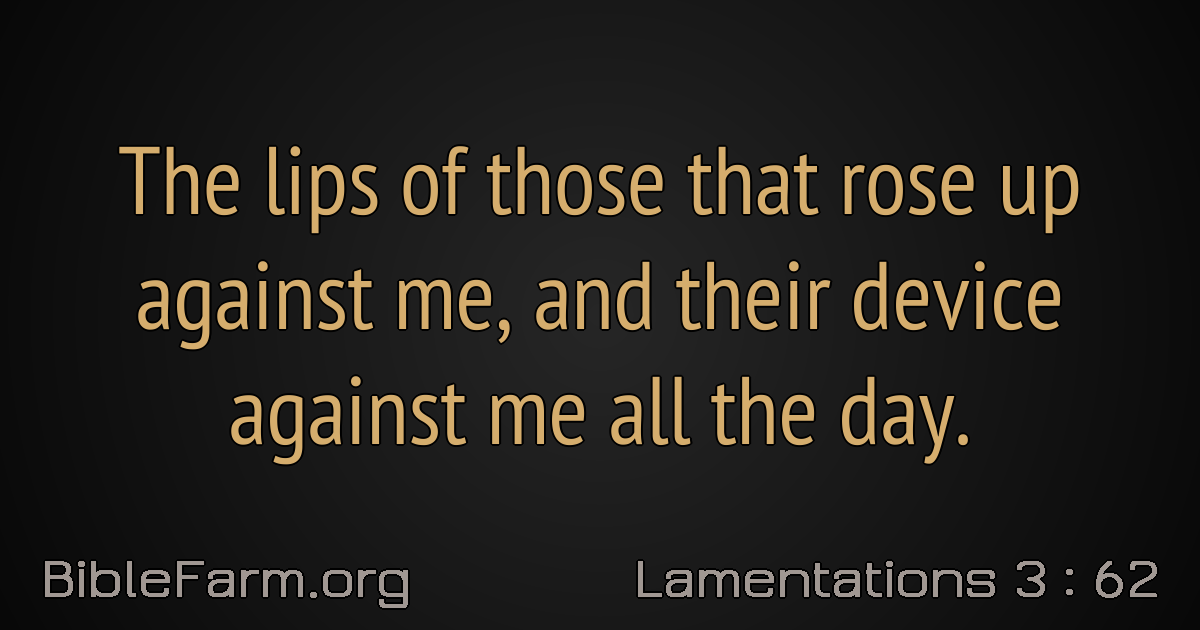 The lips of those that rose up
against me, and their device
against me all the day.
BibleFarm.org
Lamentations 3 : 62